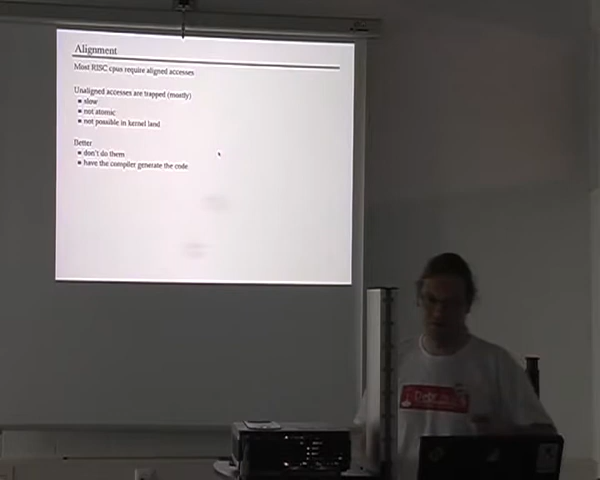 Alignment
Most RISC cpus require aligned accesses
Unaligned accesses are trapped (mostly)
▪ slow
▪ not atomic
▪ not possible in kernel land
Better
▪ don't do them
▪ have the compiler generate the code